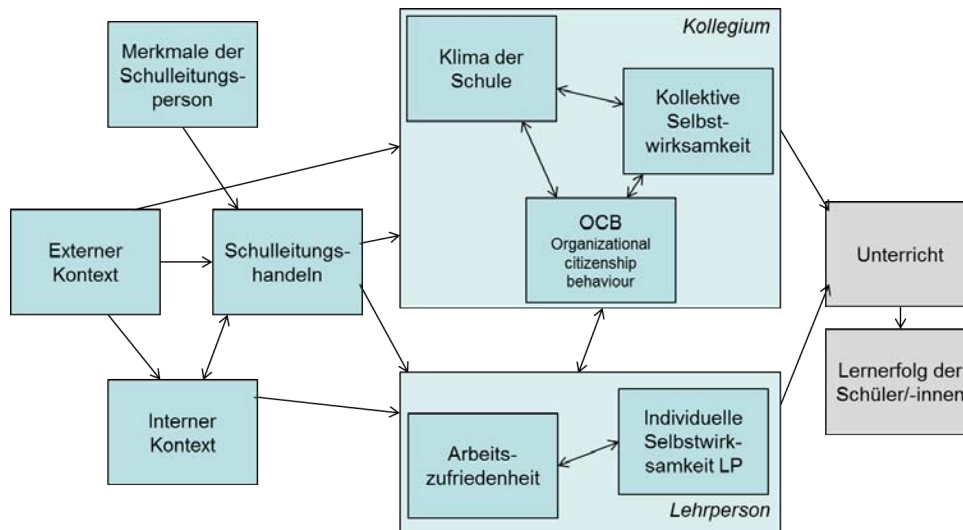 Merkmale der
Schulleitungs-
person
Kollegium
Klima der
Schule
Kollektive
Selbst-
wirksamkeit
OCB
Organizational
citizenship
behaviour
Externer
Kontext
Schulleitungs-
handeln
Unterricht
Lernerfolg der
Schüler/-innen
Interner
Kontext
Arbeits-
zufriedenheit
Individuelle
Selbstwirk-
samkeit LP
Lehrperson